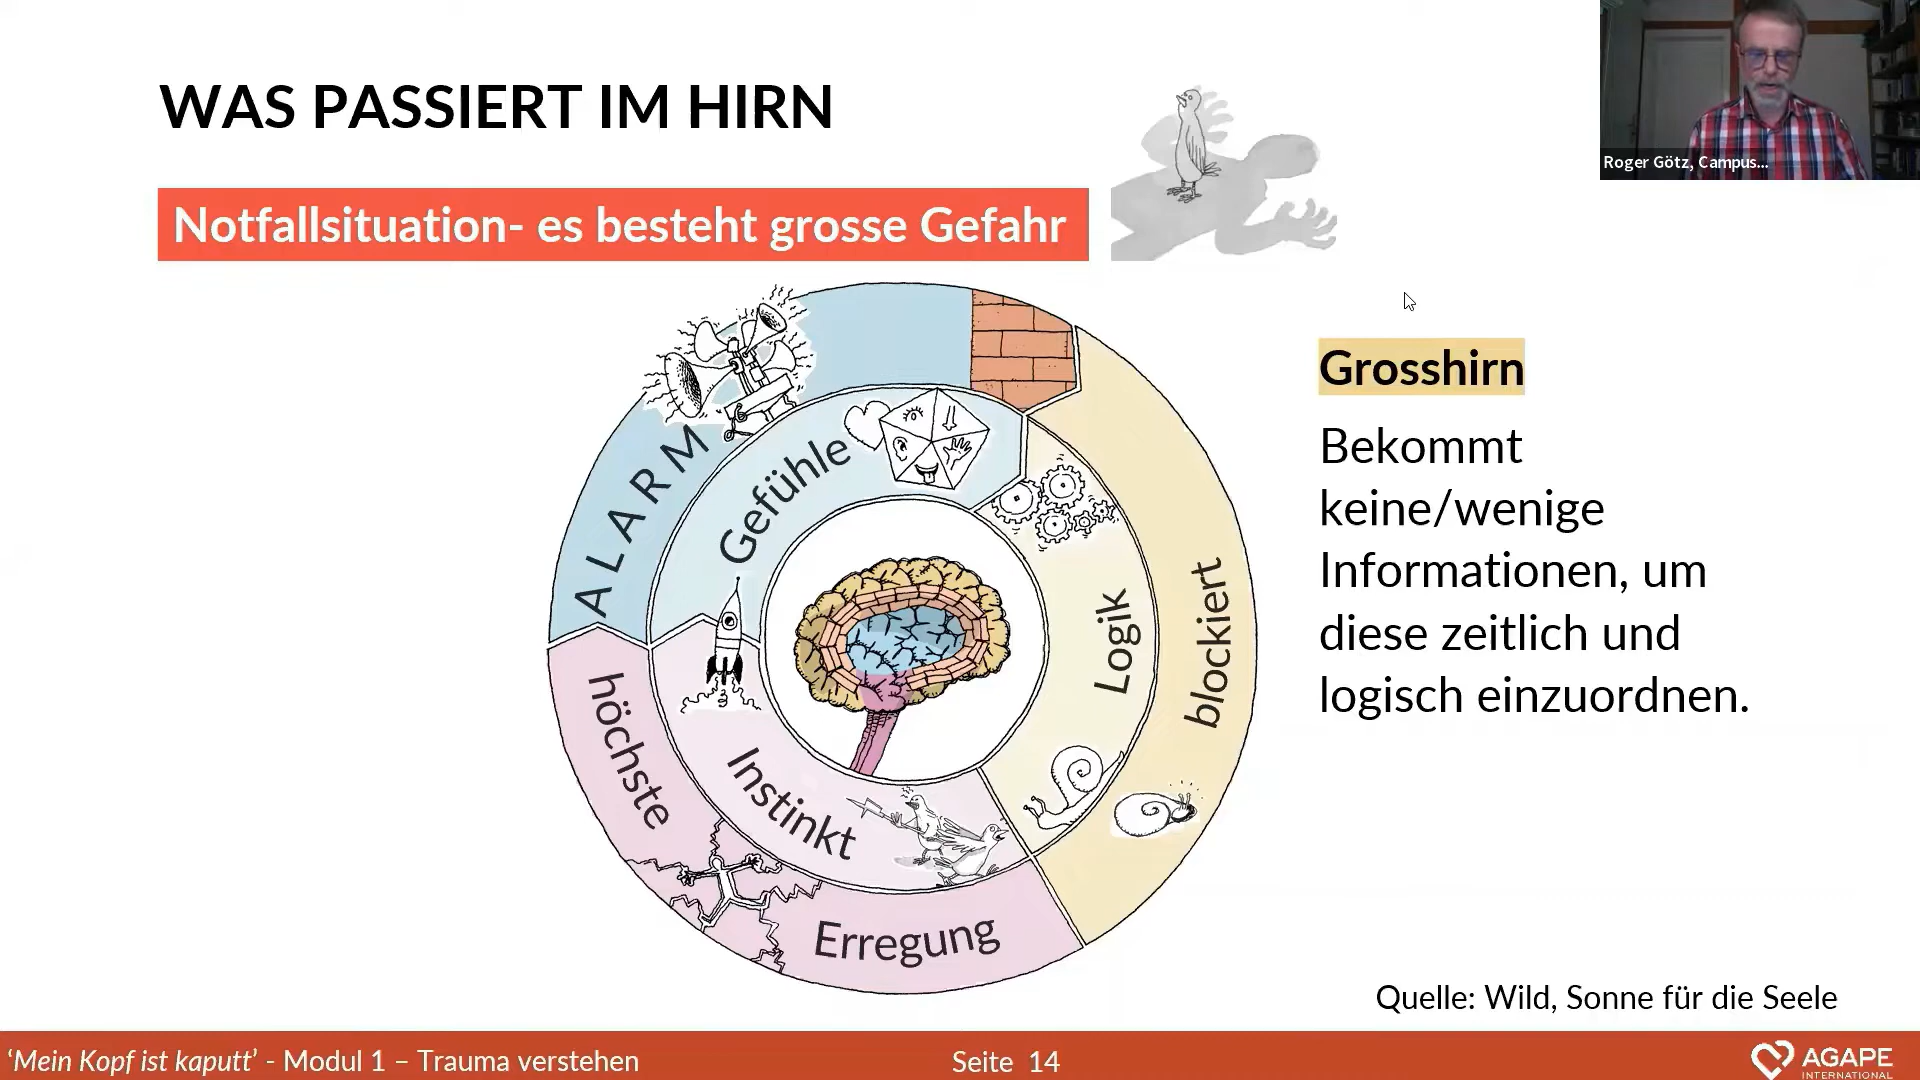 WAS PASSIERT IM HIRN
Roger Götz, Campus...
Notfallsituation- es besteht grosse Gefahr
ALARM
Gefühle
Logik
blockiert
höchste
Instinkt
Erregung
Grosshirn
Bekommt
keine/wenige
Informationen, um
diese zeitlich und
logisch einzuordnen.
Quelle: Wild, Sonne für die Seele
‘Mein Kopf ist kaputt’ - Modul 1 – Trauma verstehen
Seite 14
AGAPE
INTERNATIONAL